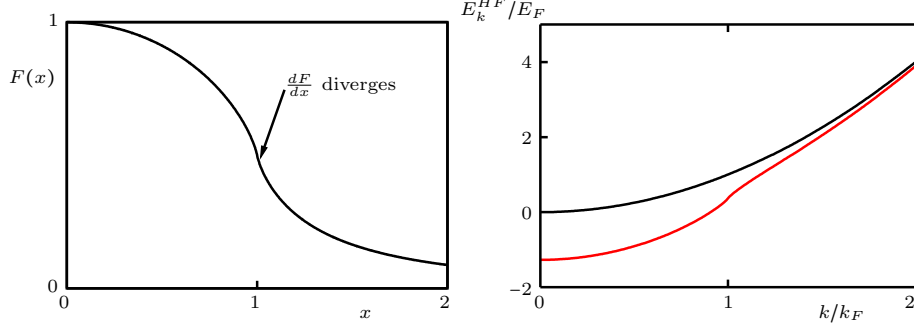 1
F(x)
dF/dx diverges
0
0
1
2
x
E_k^{HF}/E_F
4
2
0
−2
0
1
2
k/k_F